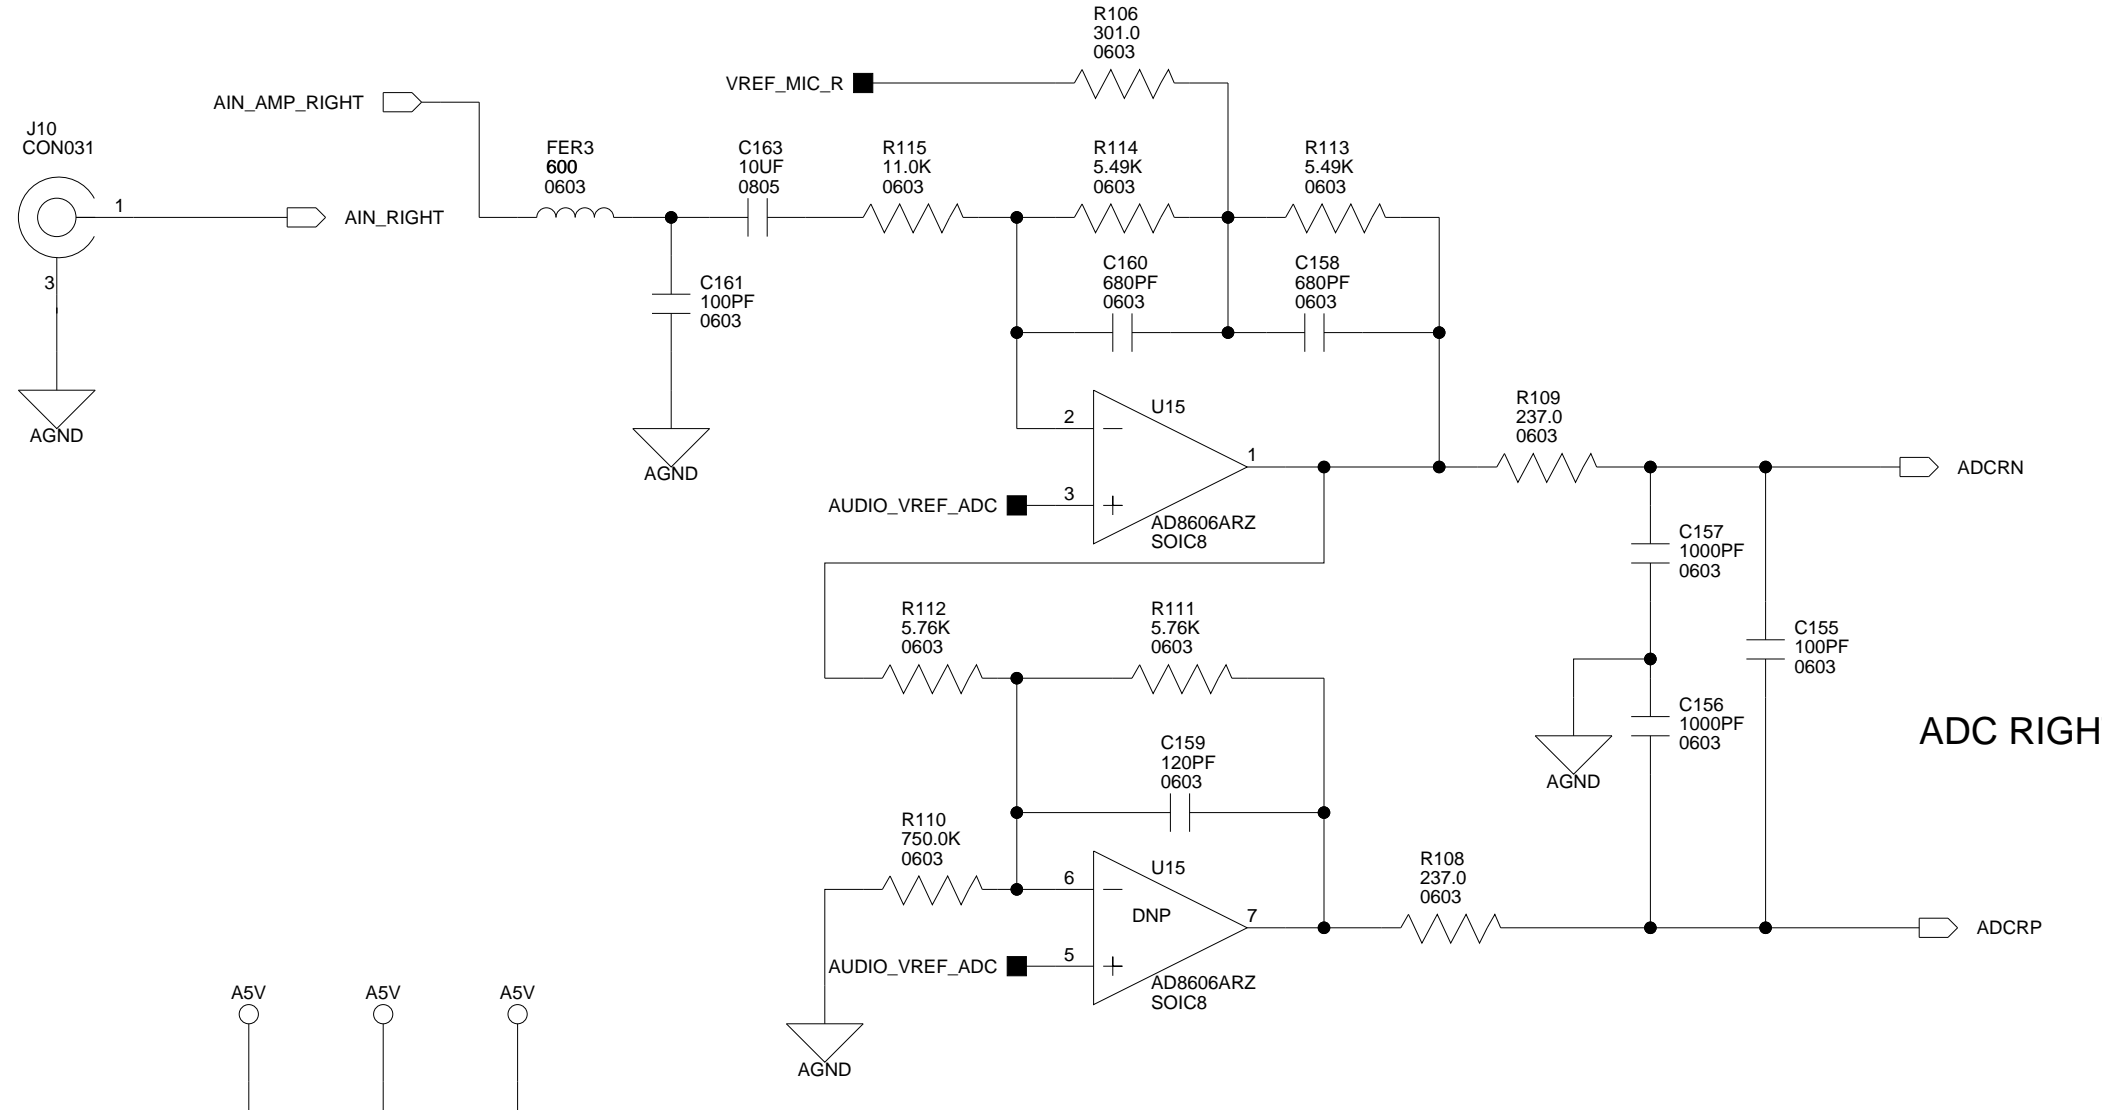 R106
301.0
0603
VREF_MIC_R
AIN_AMP_RIGHT
J10
CON031
1
AIN_RIGHT
3
AGND
FER3
600
0603
C163
10UF
0805
R115
11.0K
0603
R114
5.49K
0603
R113
5.49K
0603
C161
100PF
0603
AGND
C160
680PF
0603
C158
680PF
0603
U15
2
1
3
AUDIO_VREF_ADC
AD8606ARZ
SOIC8
R109
237.0
0603
ADCRN
C157
1000PF
0603
R112
5.76K
0603
R111
5.76K
0603
C155
100PF
0603
C156
1000PF
0603
AGND
ADC RIGH
C159
120PF
0603
R110
750.0K
0603
U15
6
DNP
7
5
AUDIO_VREF_ADC
AD8606ARZ
SOIC8
R108
237.0
0603
ADCRP
AGND
A5V
A5V
A5V